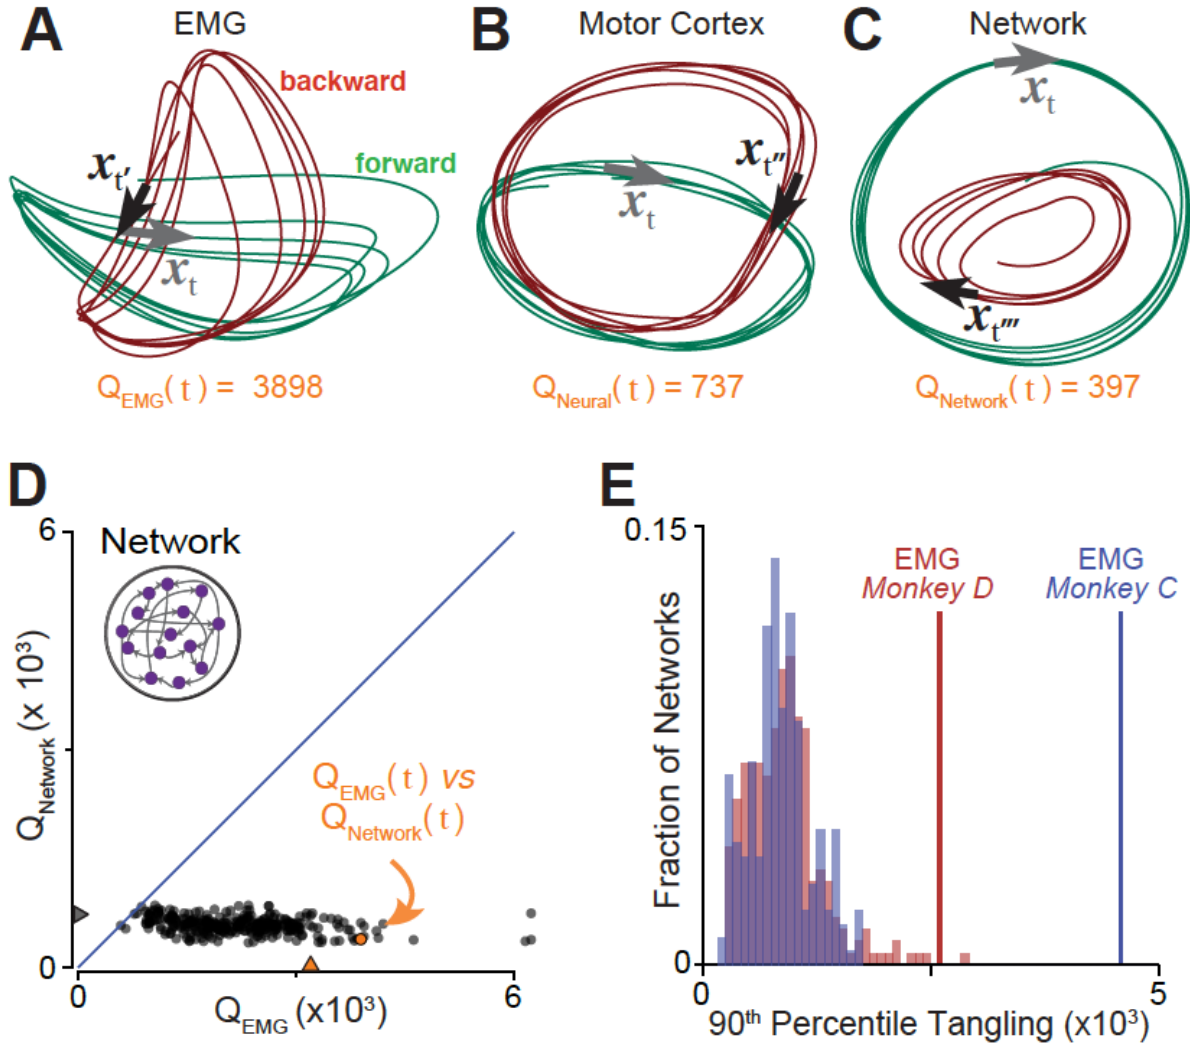 A EMG
B Motor Cortex
C Network
backward
forward
xt′
xt
xt″
xt
xt
xt‴
QEMG(t) = 3898
QNeural(t) = 737
QNetwork(t) = 397
D
6
Network
QNetwork (x 10³)
QEMG(t) vs
QNetwork(t)
0
0
6
QEMG (x10³)
E
0.15
EMG
Monkey D
EMG
Monkey C
Fraction of Networks
0
0
5
90th Percentile Tangling (x10³)